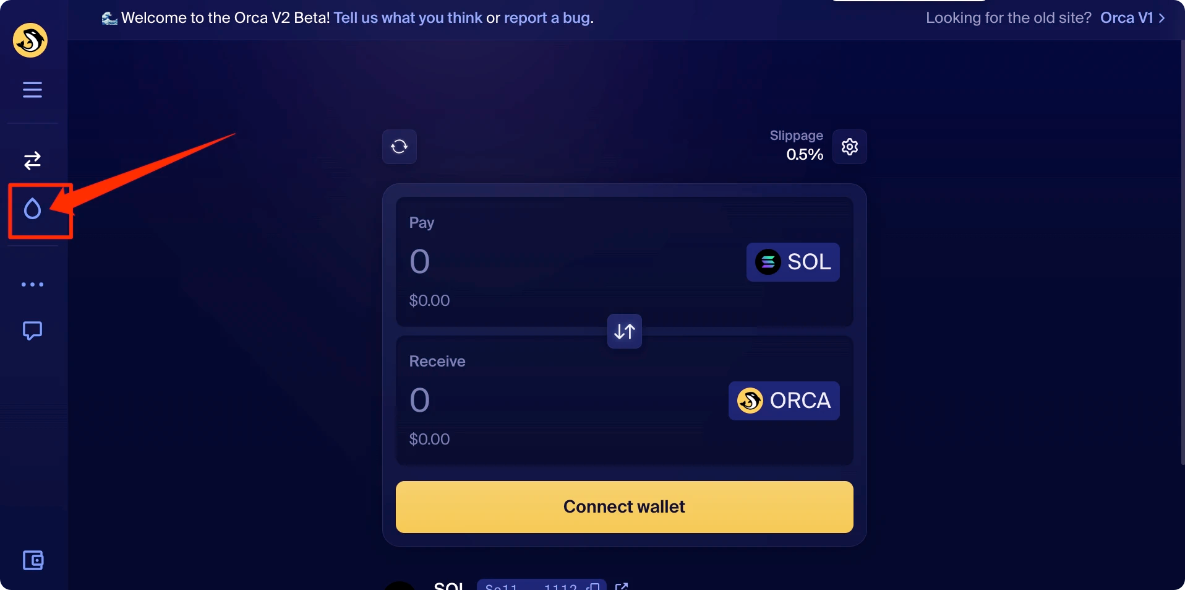 🌊 Welcome to the Orca V2 Beta! Tell us what you think or report a bug.
Looking for the old site? Orca V1
Slippage
0.5%
Pay
0
SOL
$0.00
Receive
0
ORCA
$0.00
Connect wallet
SOL